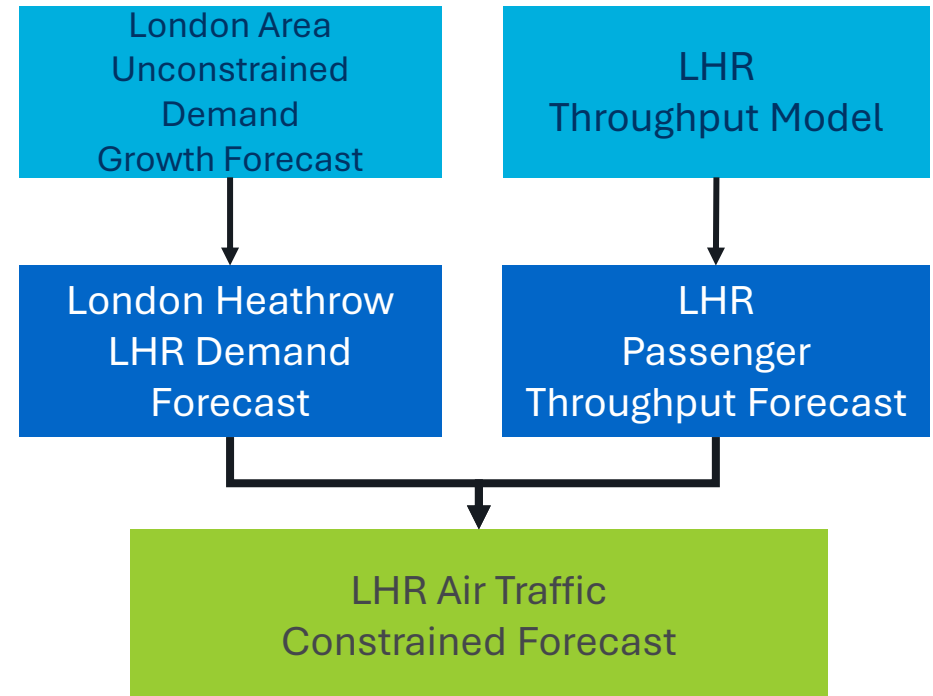 London Area
Unconstrained
Demand
Growth Forecast
LHR
Throughput Model
London Heathrow
LHR Demand
Forecast
LHR
Passenger
Throughput Forecast
LHR Air Traffic
Constrained Forecast